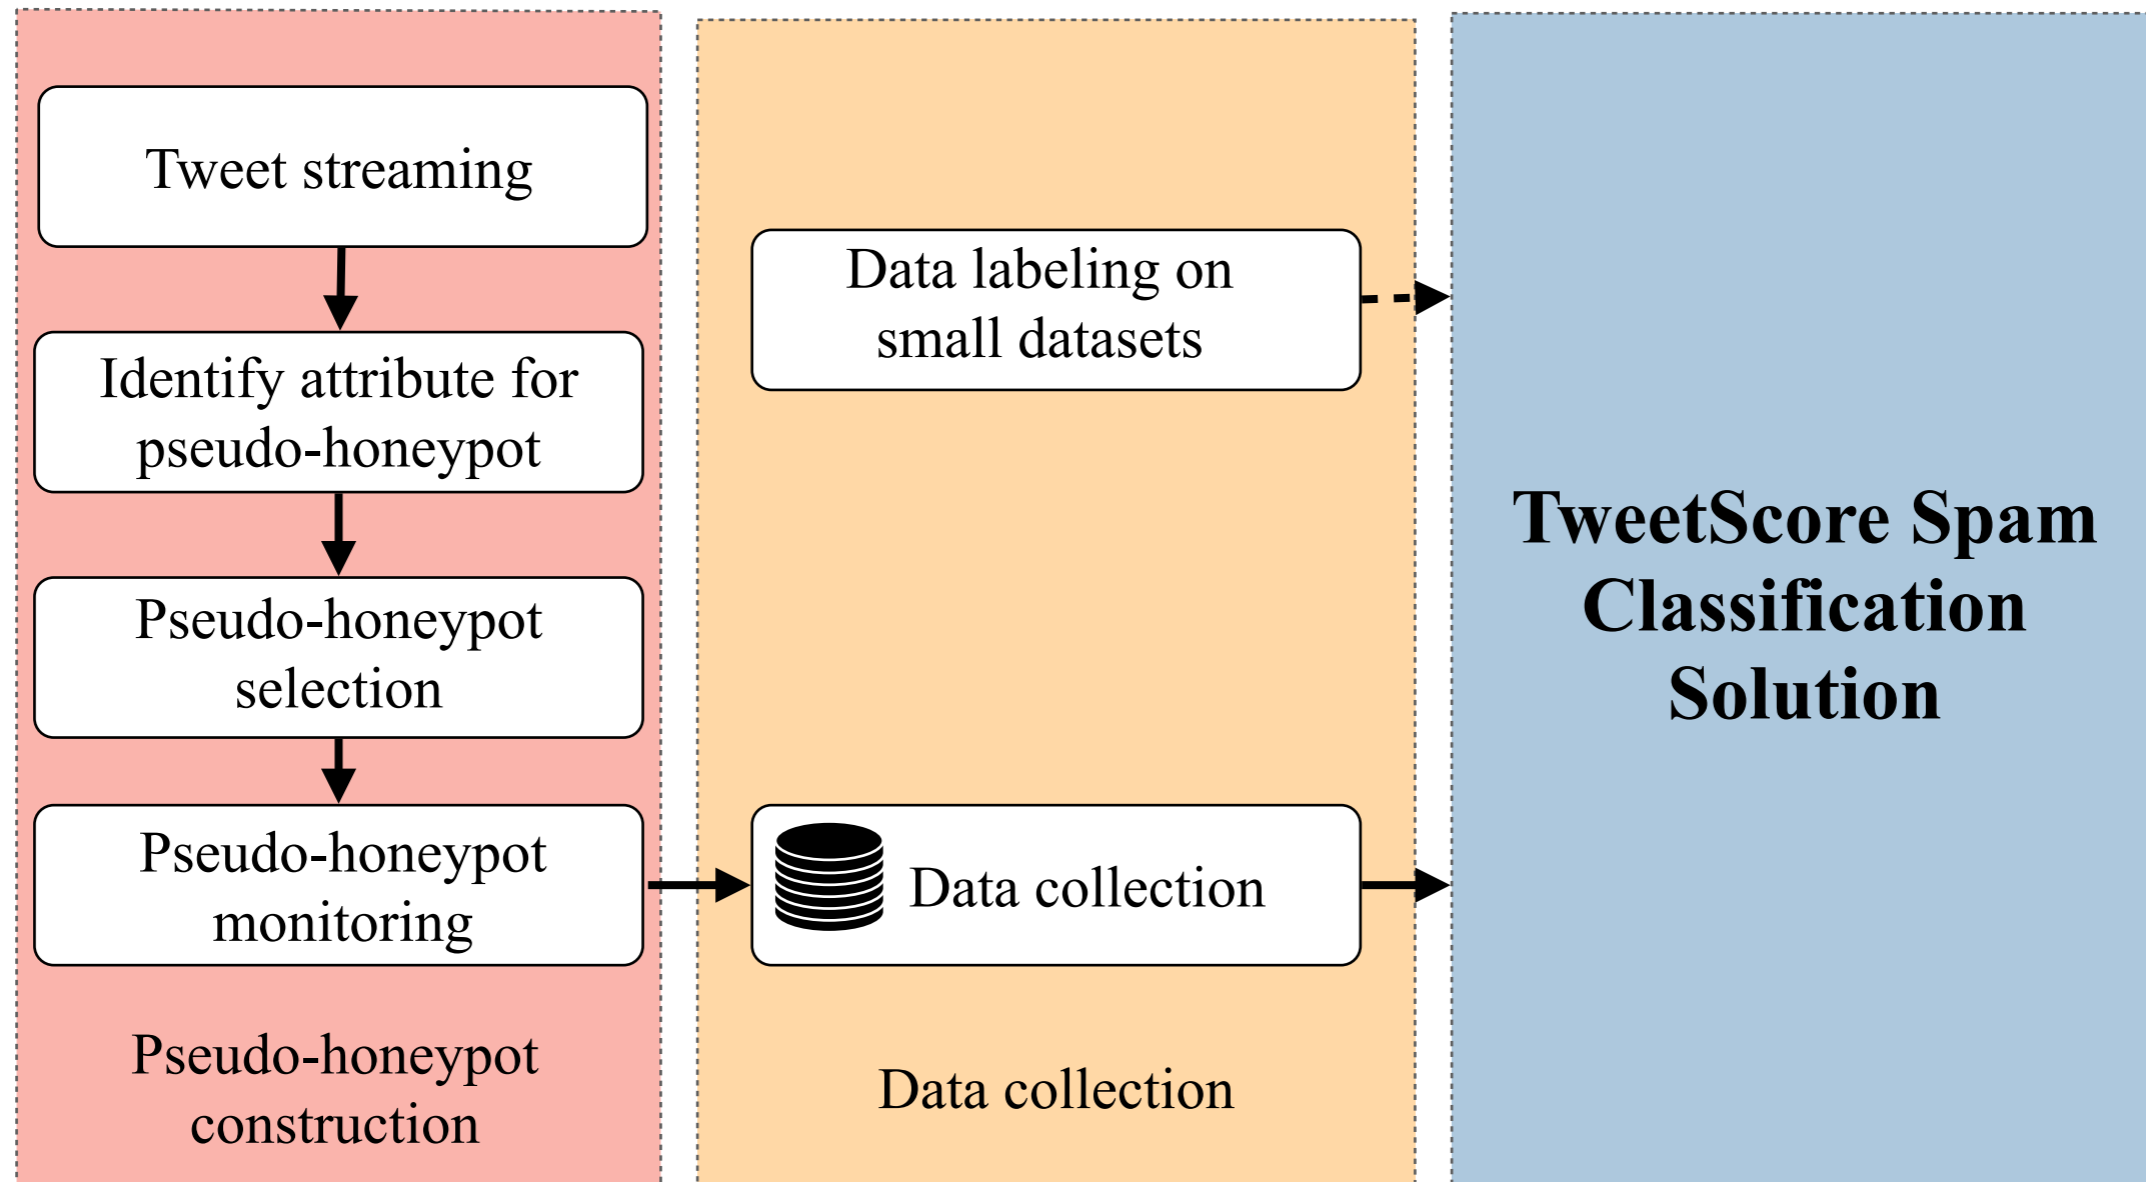 Tweet streaming
Identify attribute for
pseudo-honeypot
Pseudo-honeypot
selection
Pseudo-honeypot
monitoring
Pseudo-honeypot
construction
Data labeling on
small datasets
Data collection
Data collection
TweetScore Spam
Classification
Solution